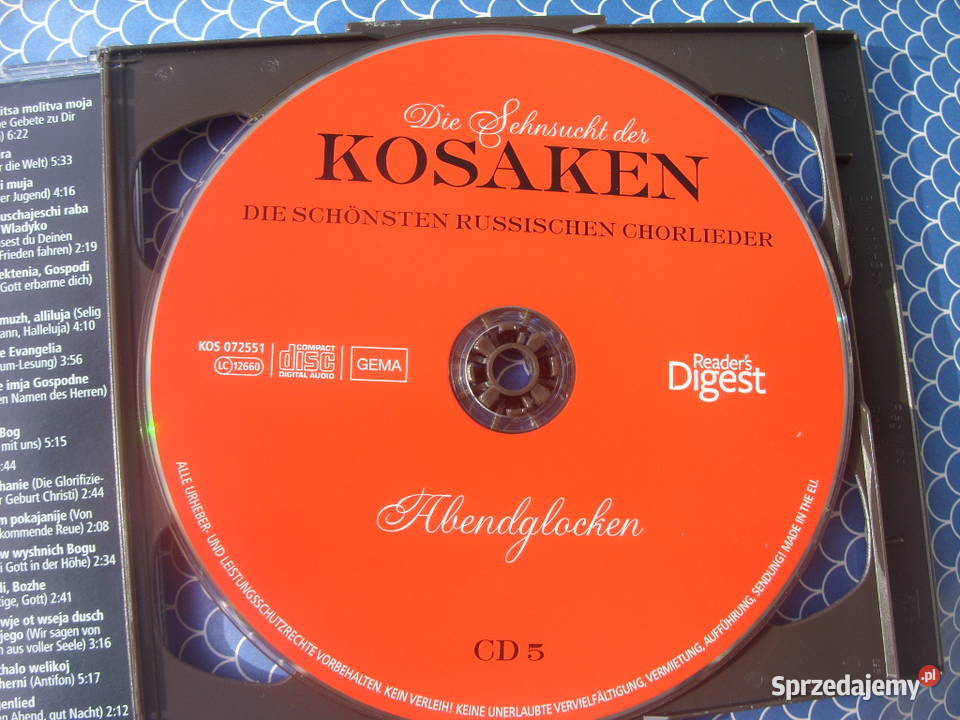 itsa molitva moja
ne Gebete zu Dir
) 6:22
ra
r die Welt) 5:33
i muja
er Jugend) 4:16
uschajeschi raba
Wladyko
sest du Deinen
Frieden fahren) 2:19
ektenia, Gospodi
Gott erbarme dich)
muzh, alliluja (Selig
ann, Halleluja) 4:10
e Evangelia
um-Lesung) 3:56
e imja Gospodne
en Namen des Herren)
Bog
mit uns) 5:15
:44
hanie (Die Glorifizie-
r Geburt Christi) 2:44
m pokajanije (Von
kommende Reue) 2:08
w wyshnich Bogu
i Gott in der Höhe) 2:34
li, Bozhe
tige, Gott) 2:41
wje ot wseja dusch
jego (Wir sagen von
n aus voller Seele) 3:16
chalo welikoj
herni (Antifon) 5:17
genlied
n Abend, gut Nacht) 2:12
Die Sehnsucht der
KOSAKEN
DIE SCHÖNSTEN RUSSISCHEN CHORLIEDER
KOS 072551
LC 12660
COMPACT
disc
DIGITAL AUDIO
GEMA
Reader's
Digest
Abendglocken
CD 5
ALLE URHEBER- UND LEISTUNGSSCHUTZRECHTE VORBEHALTEN. KEIN VERLEIH! KEINE UNERLAUBTE VERVIELFÄLTIGUNG, VERMIETUNG, AUFFÜHRUNG, SENDUNG! MADE IN THE EU.
Sprzedajemy.pl